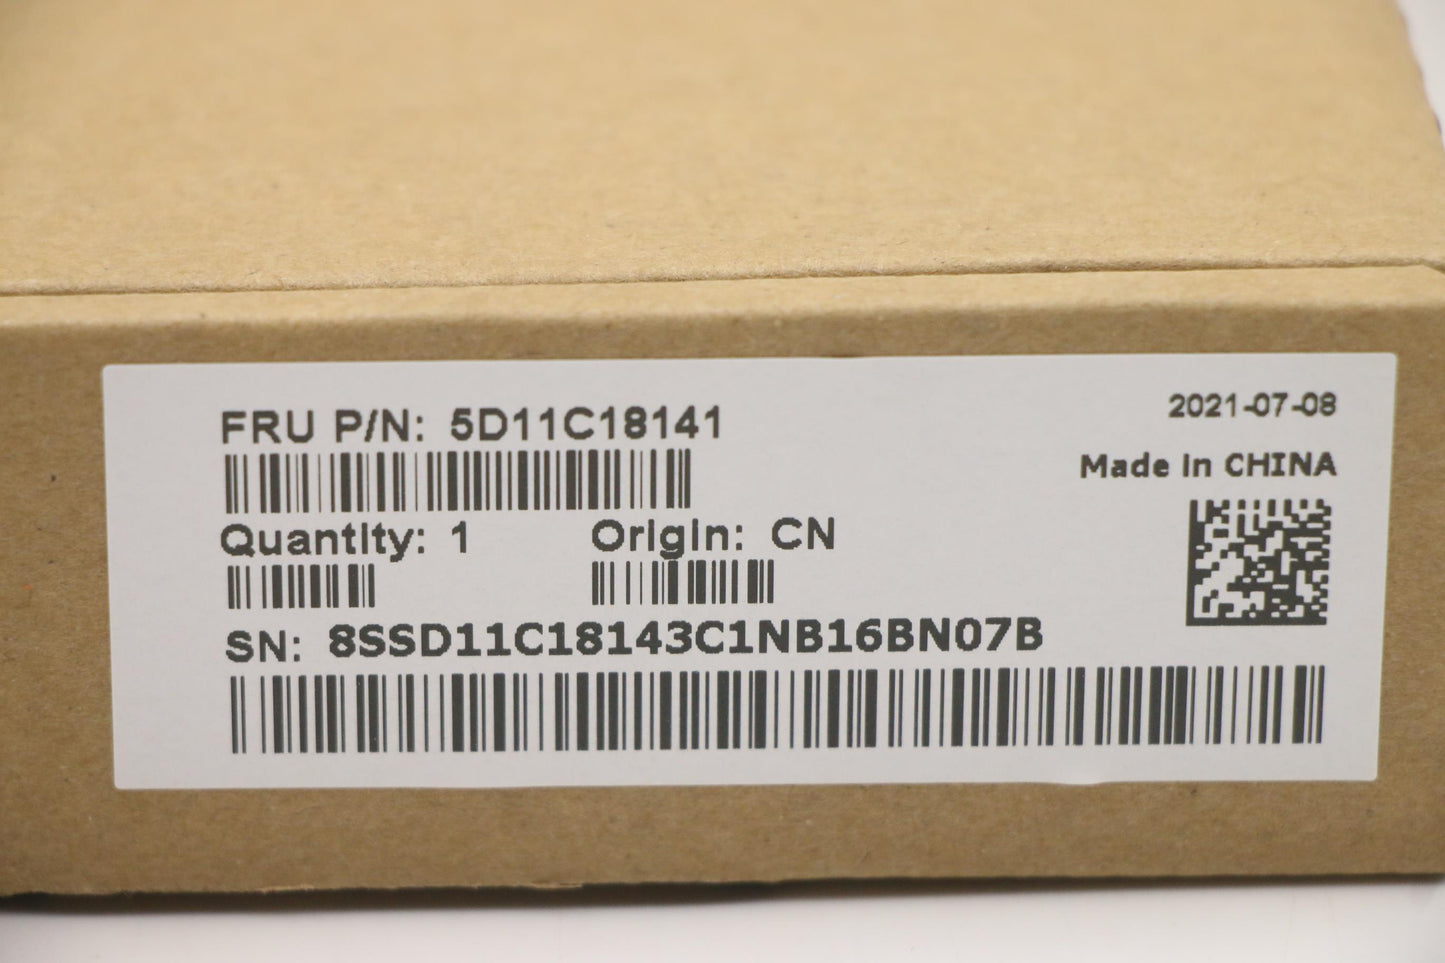 FRU P/N: 5D11C18141
2021-07-08
Made in CHINA
Quantity: 1
Origin: CN
SN: 8SSD11C18143C1NB16BN07B